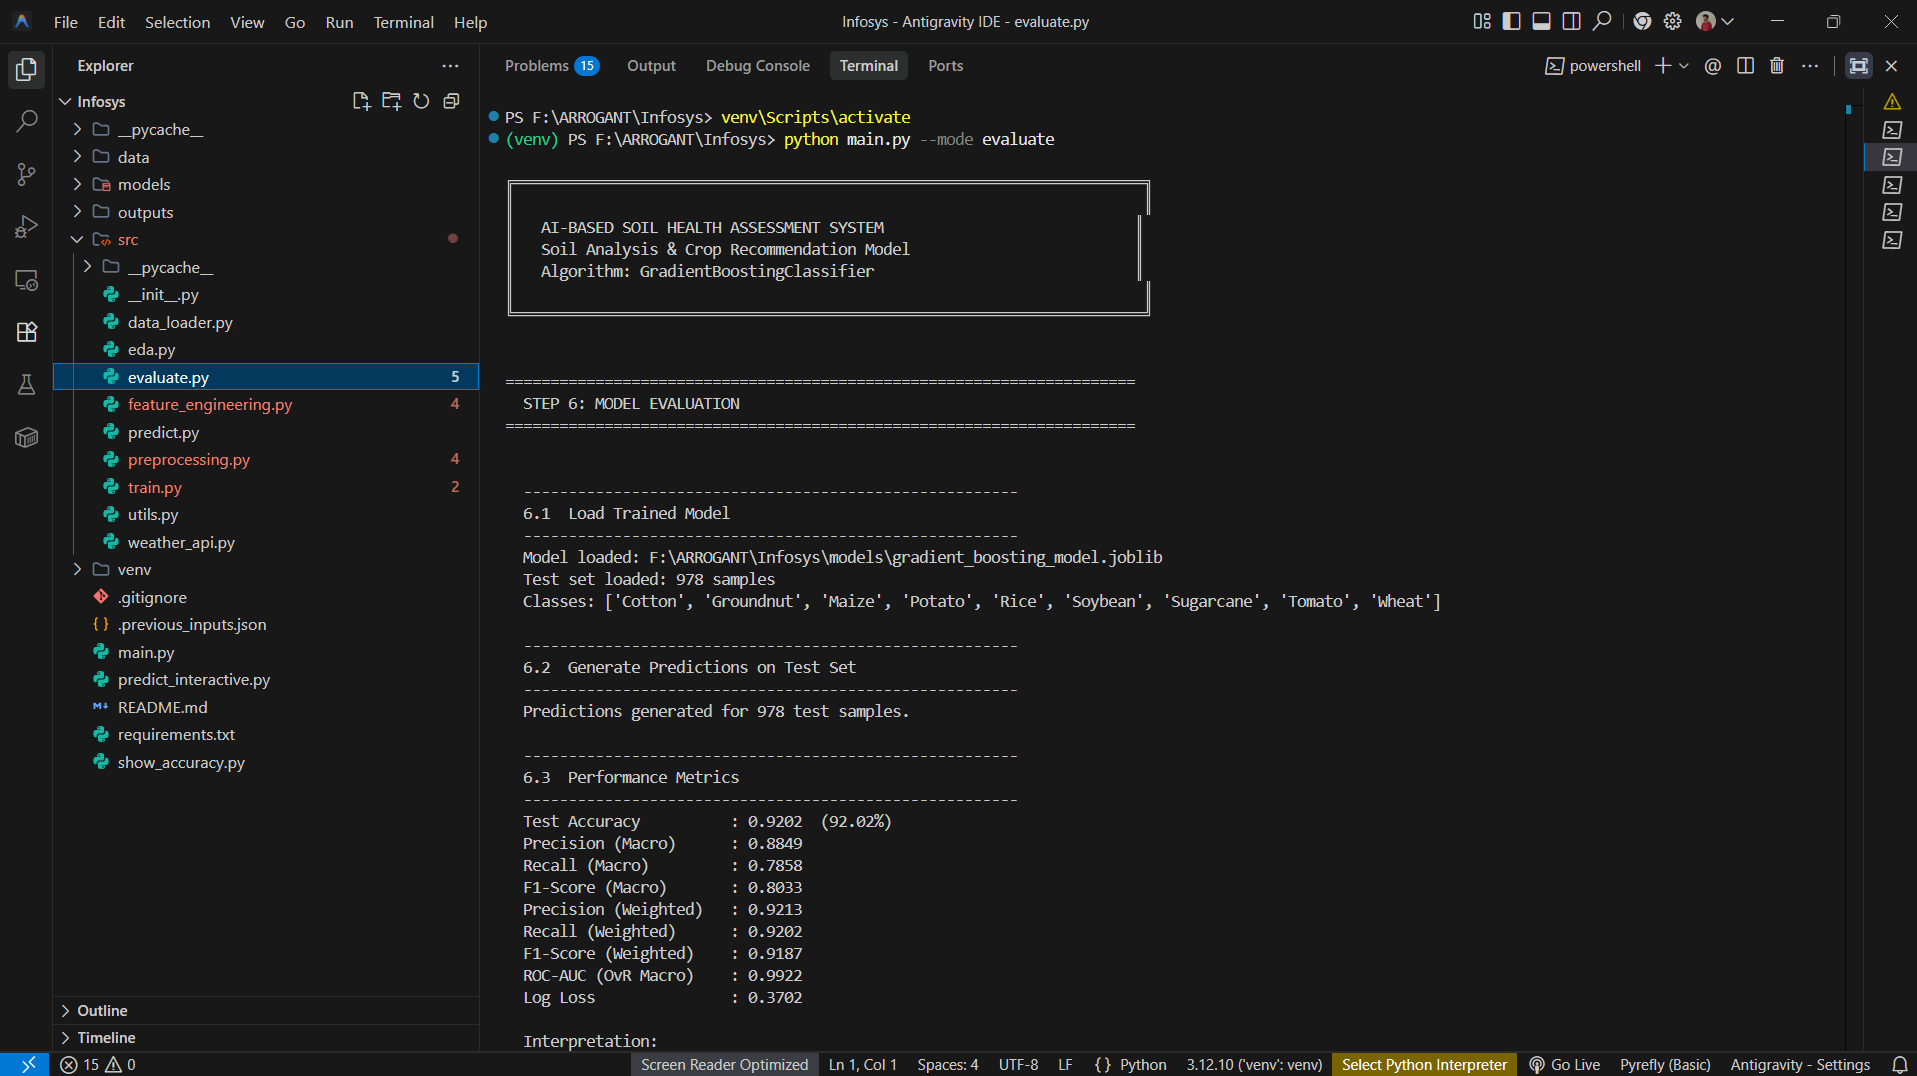 File Edit Selection View Go Run Terminal Help
Infosys - Antigravity IDE - evaluate.py
Explorer
Infosys
__pycache__
data
models
outputs
src
__pycache__
__init__.py
data_loader.py
eda.py
evaluate.py 5
feature_engineering.py 4
predict.py
preprocessing.py 4
train.py 2
utils.py
weather_api.py
venv
.gitignore
.previous_inputs.json
main.py
predict_interactive.py
README.md
requirements.txt
show_accuracy.py
Outline
Timeline
Problems 15 Output Debug Console Terminal Ports
powershell
PS F:\ARROGANT\Infosys> venv\Scripts\activate
(venv) PS F:\ARROGANT\Infosys> python main.py --mode evaluate
AI-BASED SOIL HEALTH ASSESSMENT SYSTEM
Soil Analysis & Crop Recommendation Model
Algorithm: GradientBoostingClassifier
======================================================================
STEP 6: MODEL EVALUATION
======================================================================
-------------------------------------------------------
6.1 Load Trained Model
-------------------------------------------------------
Model loaded: F:\ARROGANT\Infosys\models\gradient_boosting_model.joblib
Test set loaded: 978 samples
Classes: ['Cotton', 'Groundnut', 'Maize', 'Potato', 'Rice', 'Soybean', 'Sugarcane', 'Tomato', 'Wheat']
-------------------------------------------------------
6.2 Generate Predictions on Test Set
-------------------------------------------------------
Predictions generated for 978 test samples.
-------------------------------------------------------
6.3 Performance Metrics
-------------------------------------------------------
Test Accuracy : 0.9202 (92.02%)
Precision (Macro) : 0.8849
Recall (Macro) : 0.7858
F1-Score (Macro) : 0.8033
Precision (Weighted) : 0.9213
Recall (Weighted) : 0.9202
F1-Score (Weighted) : 0.9187
ROC-AUC (OvR Macro) : 0.9922
Log Loss : 0.3702
Interpretation:
15 0
Screen Reader Optimized Ln 1, Col 1 Spaces: 4 UTF-8 LF {} Python 3.12.10 ('venv': venv) Select Python Interpreter Go Live Pyrefly (Basic) Antigravity - Settings